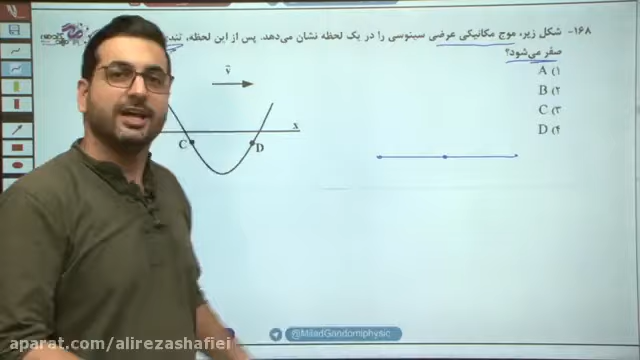 ۱۶۸- شکل زیر، موج مکانیکی عرضی سینوسی را در یک لحظه نشان می‌دهد. پس از این لحظه،
صفر می‌شود؟
A (۱
B (۲
C (۳
D (۴
v
x
C
D
@MiladGandomiphysic
aparat.com/alirezashafiei